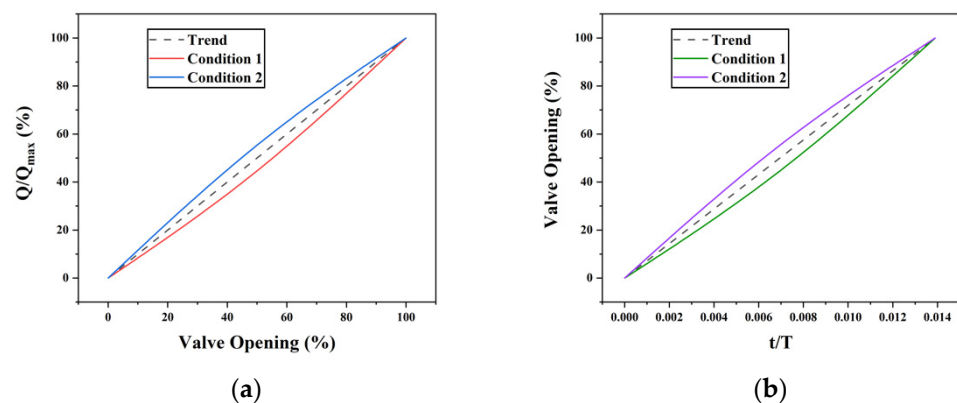 100
80
60
40
20
0
Q/Qmax (%)
Trend
Condition 1
Condition 2
0 20 40 60 80 100
Valve Opening (%)
(a)
100
80
60
40
20
0
Valve Opening (%)
Trend
Condition 1
Condition 2
0.000 0.002 0.004 0.006 0.008 0.010 0.012 0.014
t/T
(b)